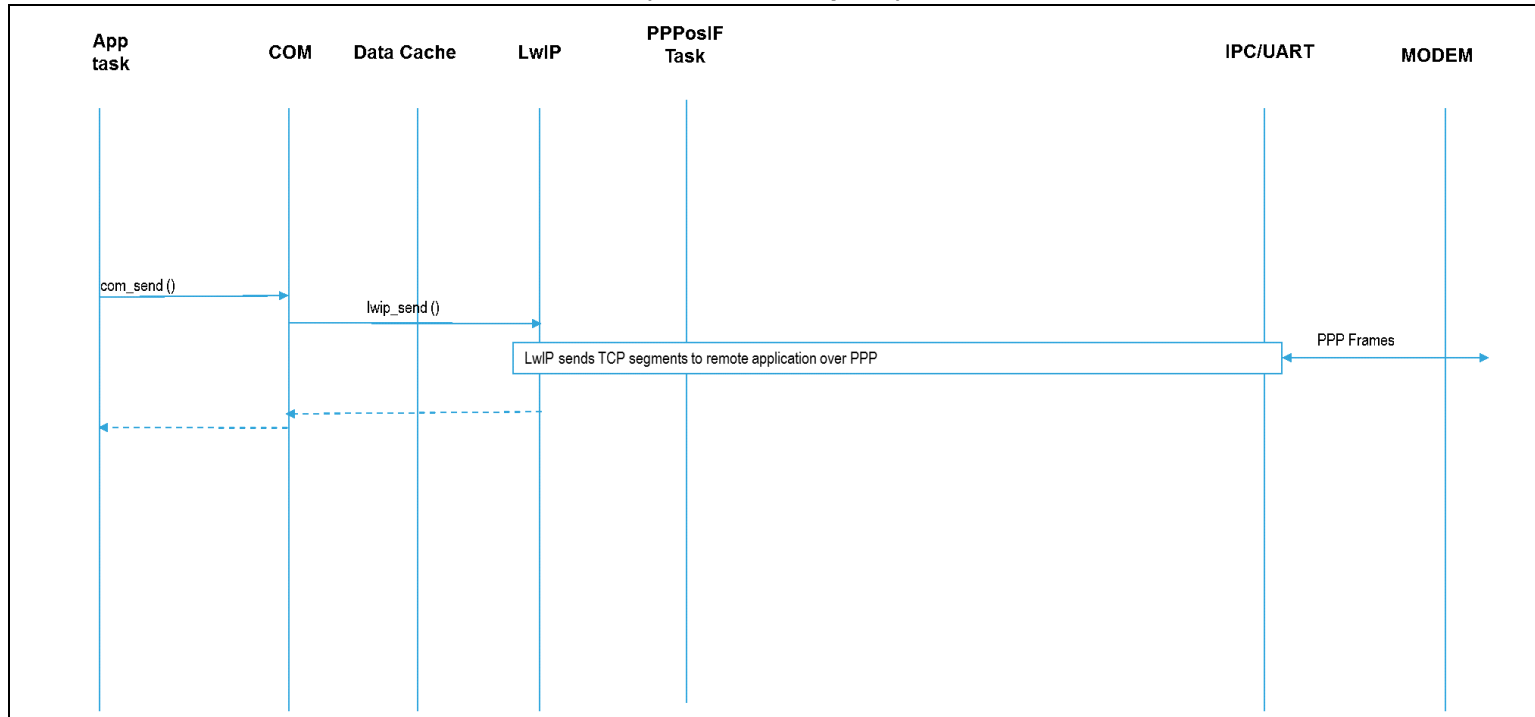 App
task
COM
Data Cache
LwIP
PPPosIF
Task
IPC/UART
MODEM
com_send ()
lwip_send ()
LwIP sends TCP segments to remote application over PPP
PPP Frames